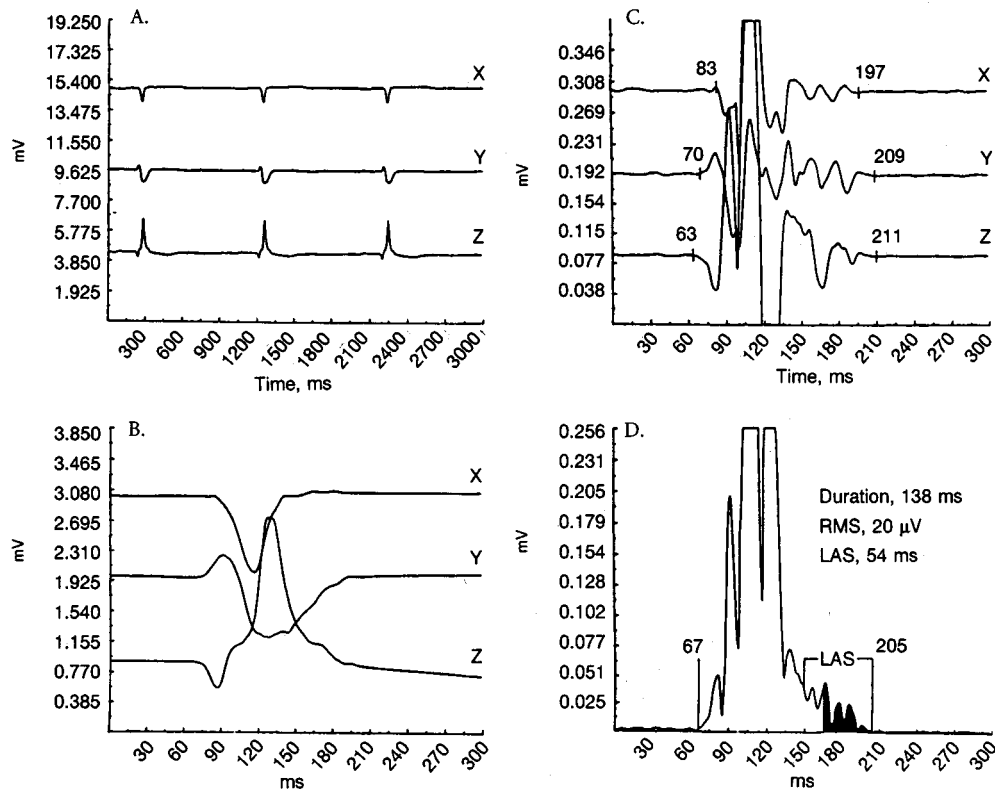 A.
19.250
17.325
15.400
13.475
11.550
9.625
7.700
5.775
3.850
1.925
mV
X
Y
Z
300 600 900 1200 1500 1800 2100 2400 2700 3000
Time, ms
C.
0.346
0.308
0.269
0.231
0.192
0.154
0.115
0.077
0.038
mV
83 197 X
70 209 Y
63 211 Z
30 60 90 120 150 180 210 240 270 300
Time, ms
B.
3.850
3.465
3.080
2.695
2.310
1.925
1.540
1.155
0.770
0.385
mV
X
Y
Z
30 60 90 120 150 180 210 240 270 300
ms
D.
0.256
0.231
0.205
0.179
0.154
0.128
0.102
0.077
0.051
0.025
mV
Duration, 138 ms
RMS, 20 µV
LAS, 54 ms
67 LAS 205
30 60 90 120 150 180 210 240 270 300
ms